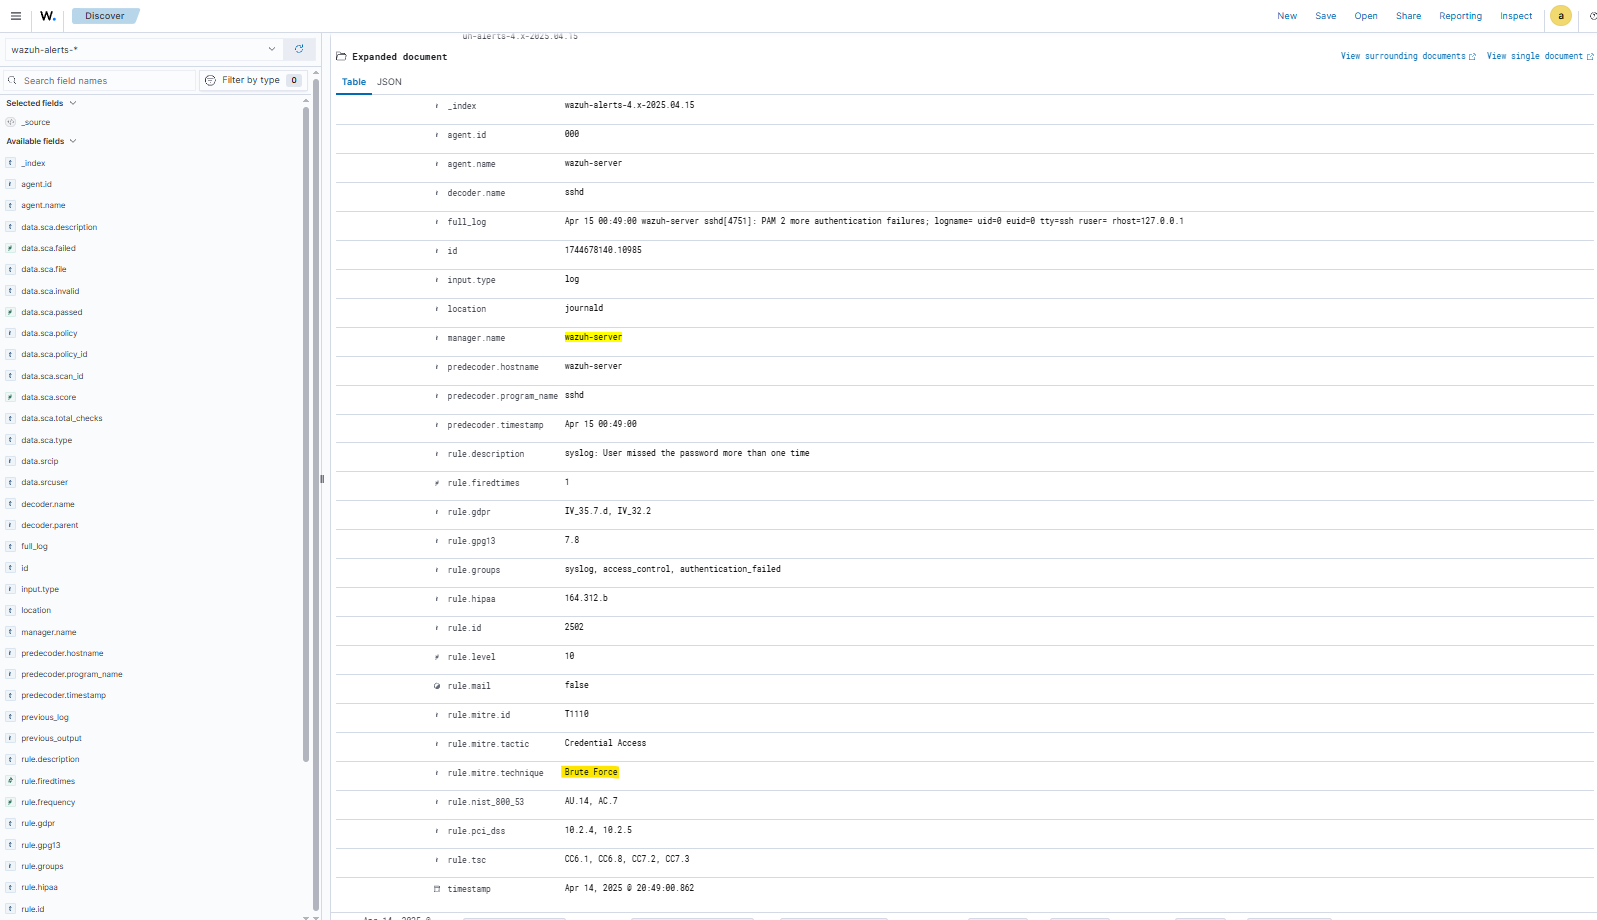 W.
Discover
New Save Open Share Reporting Inspect a
wazuh-alerts-*
Search field names
Filter by type 0
Selected fields
_source
Available fields
t _index
t agent.id
t agent.name
t data.sca.description
# data.sca.failed
t data.sca.file
t data.sca.invalid
# data.sca.passed
t data.sca.policy
t data.sca.policy_id
t data.sca.scan_id
# data.sca.score
t data.sca.total_checks
t data.sca.type
t data.srcip
t data.srcuser
t decoder.name
t decoder.parent
t full_log
t id
t input.type
t location
t manager.name
t predecoder.hostname
t predecoder.program_name
t predecoder.timestamp
t previous_log
t previous_output
t rule.description
# rule.firedtimes
# rule.frequency
t rule.gdpr
t rule.gpg13
t rule.groups
t rule.hipaa
t rule.id
uh-alerts-4.x-2025.04.15
Expanded document
View surrounding documents View single document
Table JSON
t _index wazuh-alerts-4.x-2025.04.15
t agent.id 000
t agent.name wazuh-server
t decoder.name sshd
t full_log Apr 15 00:49:00 wazuh-server sshd[4751]: PAM 2 more authentication failures; logname= uid=0 euid=0 tty=ssh ruser= rhost=127.0.0.1
t id 1744678140.10985
t input.type log
t location journald
t manager.name wazuh-server
t predecoder.hostname wazuh-server
t predecoder.program_name sshd
t predecoder.timestamp Apr 15 00:49:00
t rule.description syslog: User missed the password more than one time
# rule.firedtimes 1
t rule.gdpr IV_35.7.d, IV_32.2
t rule.gpg13 7.8
t rule.groups syslog, access_control, authentication_failed
t rule.hipaa 164.312.b
t rule.id 2502
# rule.level 10
rule.mail false
t rule.mitre.id T1110
t rule.mitre.tactic Credential Access
t rule.mitre.technique Brute Force
t rule.nist_800_53 AU.14, AC.7
t rule.pci_dss 10.2.4, 10.2.5
t rule.tsc CC6.1, CC6.8, CC7.2, CC7.3
timestamp Apr 14, 2025 @ 20:49:00.862
Apr 14, 2025 @